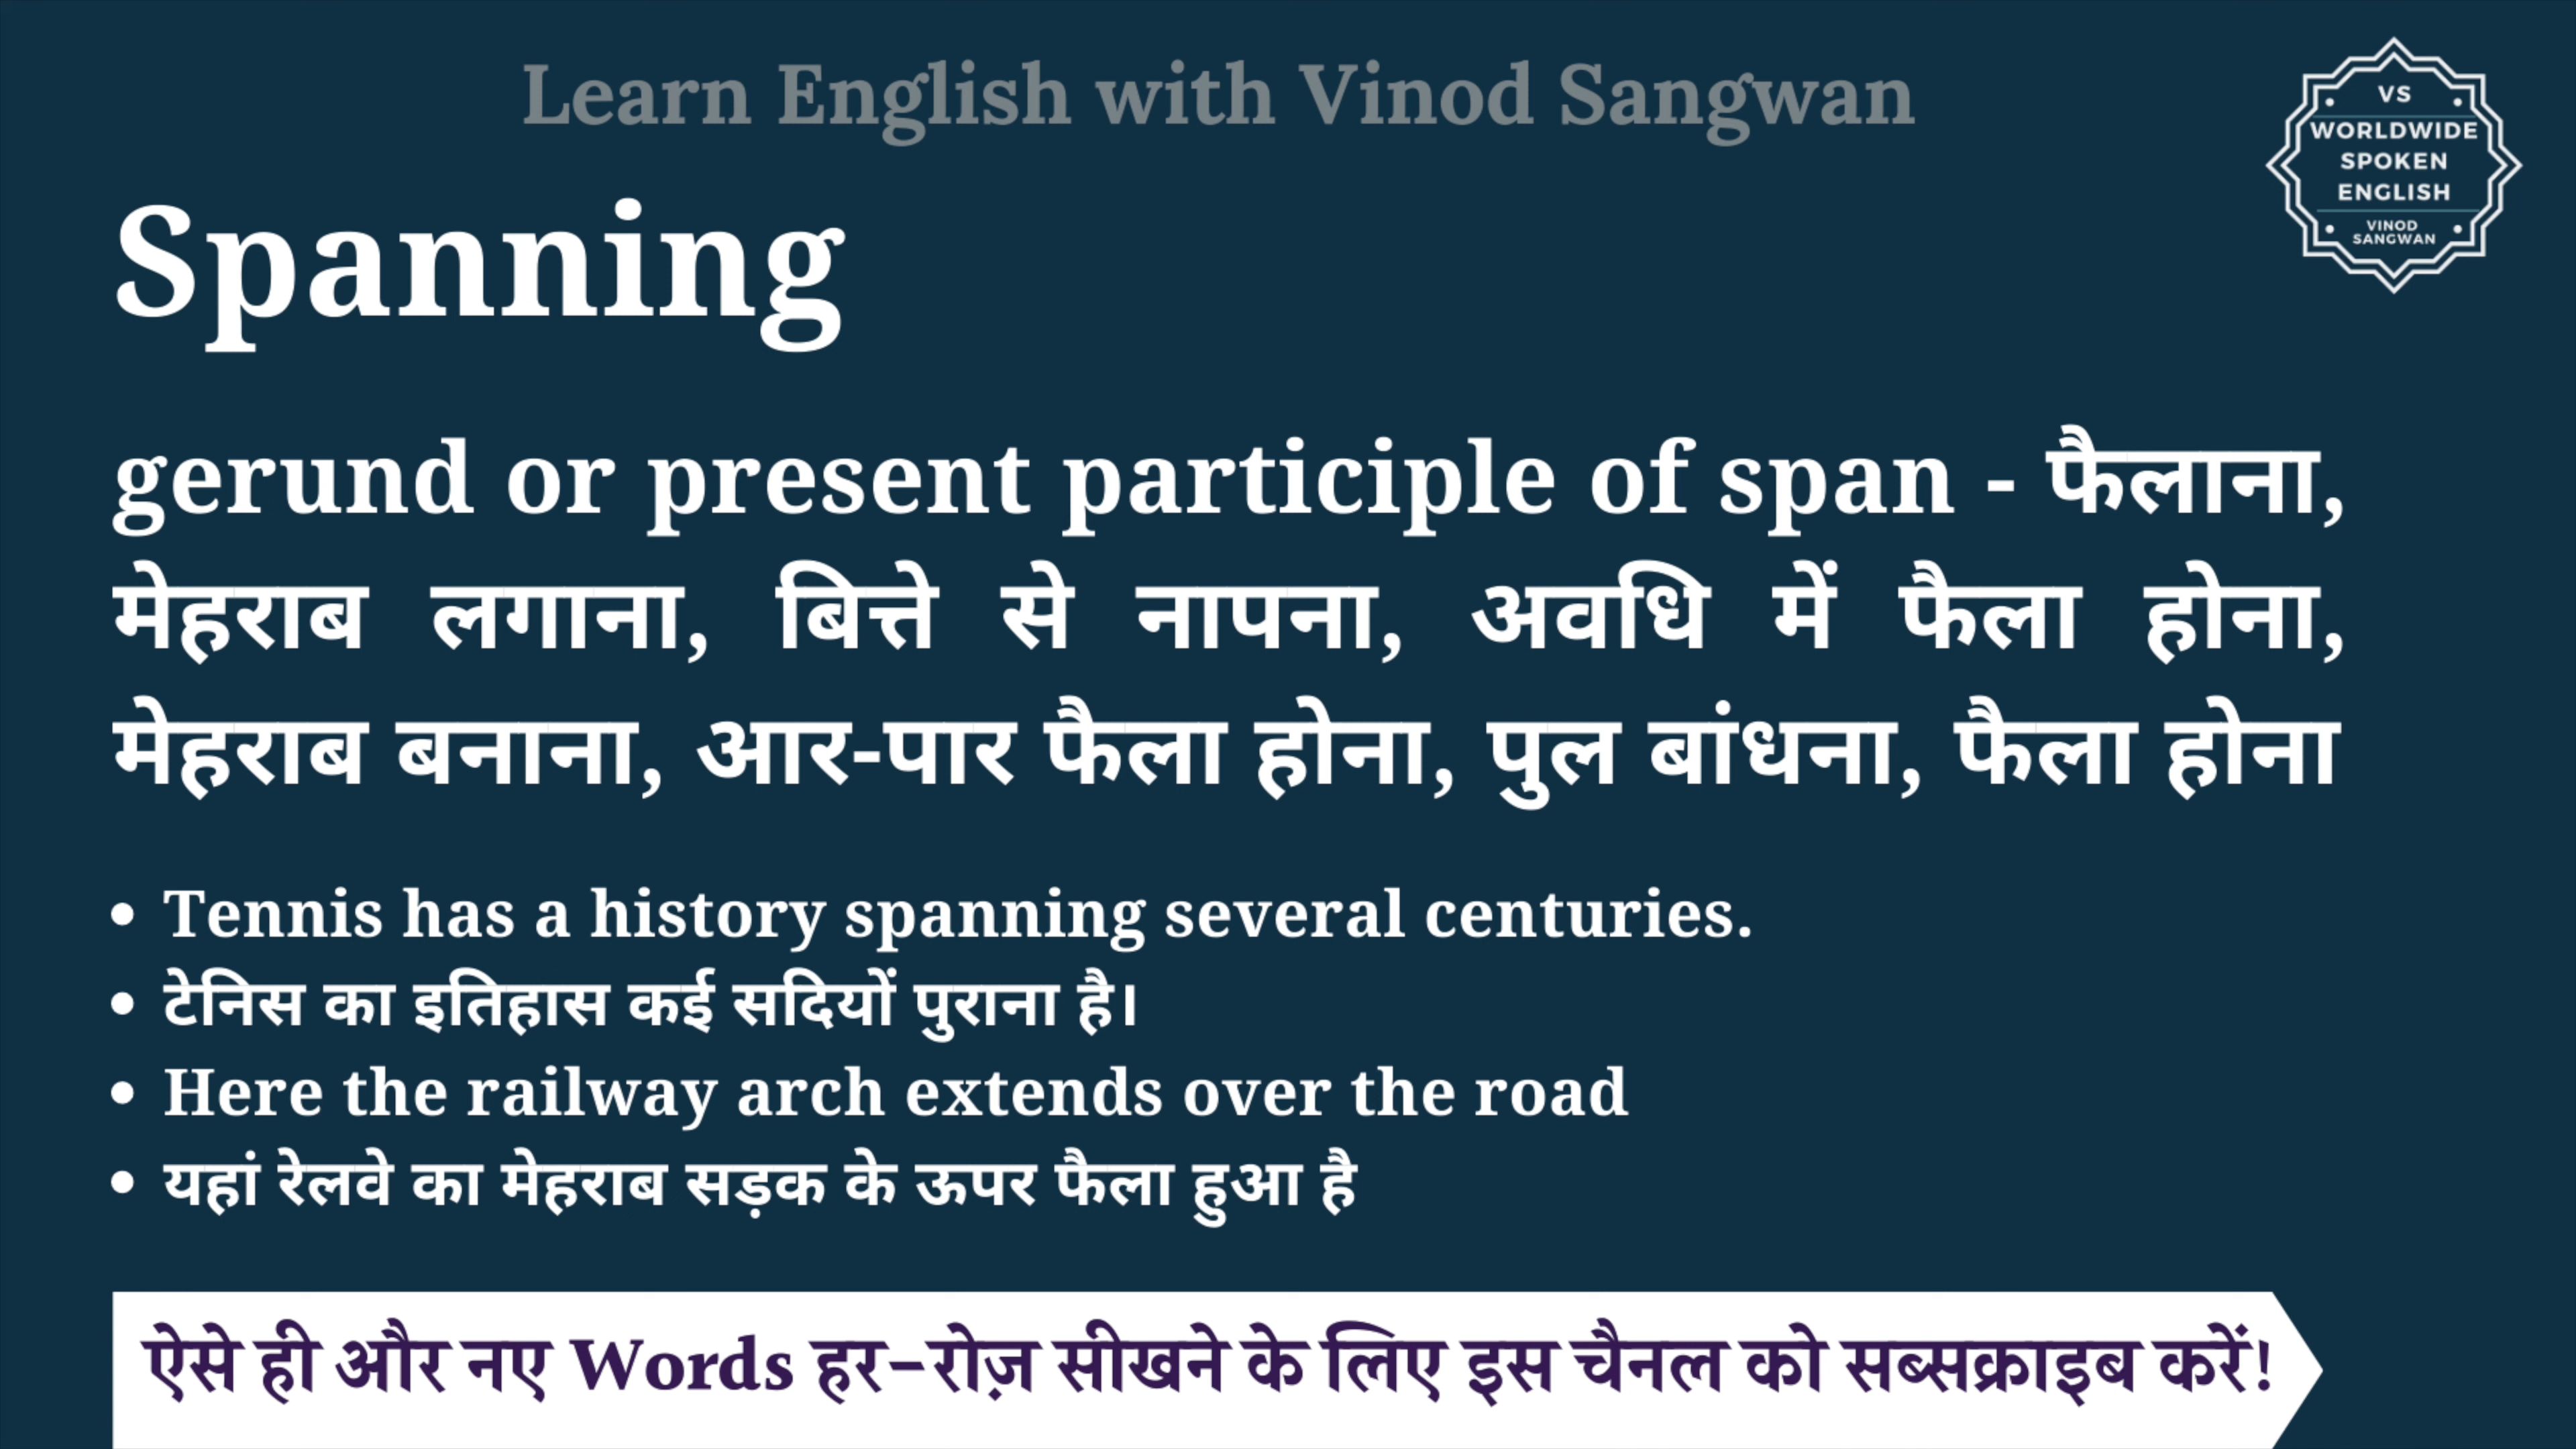 Learn English with Vinod Sangwan
VS
WORLDWIDE
SPOKEN
ENGLISH
VINOD
SANGWAN
Spanning
gerund or present participle of span - फैलाना,
मेहराब लगाना, बित्ते से नापना, अवधि में फैला होना,
मेहराब बनाना, आर-पार फैला होना, पुल बांधना, फैला होना
• Tennis has a history spanning several centuries.
• टेनिस का इतिहास कई सदियों पुराना है।
• Here the railway arch extends over the road
• यहां रेलवे का मेहराब सड़क के ऊपर फैला हुआ है
ऐसे ही और नए Words हर-रोज़ सीखने के लिए इस चैनल को सब्सक्राइब करें!